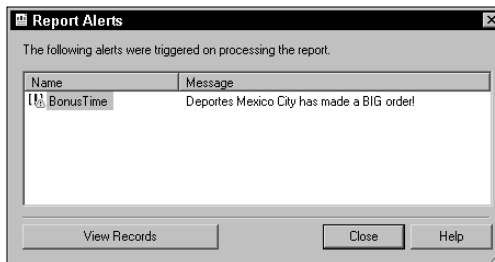 Report Alerts
The following alerts were triggered on processing the report.
Name Message
BonusTime Deportes Mexico City has made a BIG order!
View Records Close Help